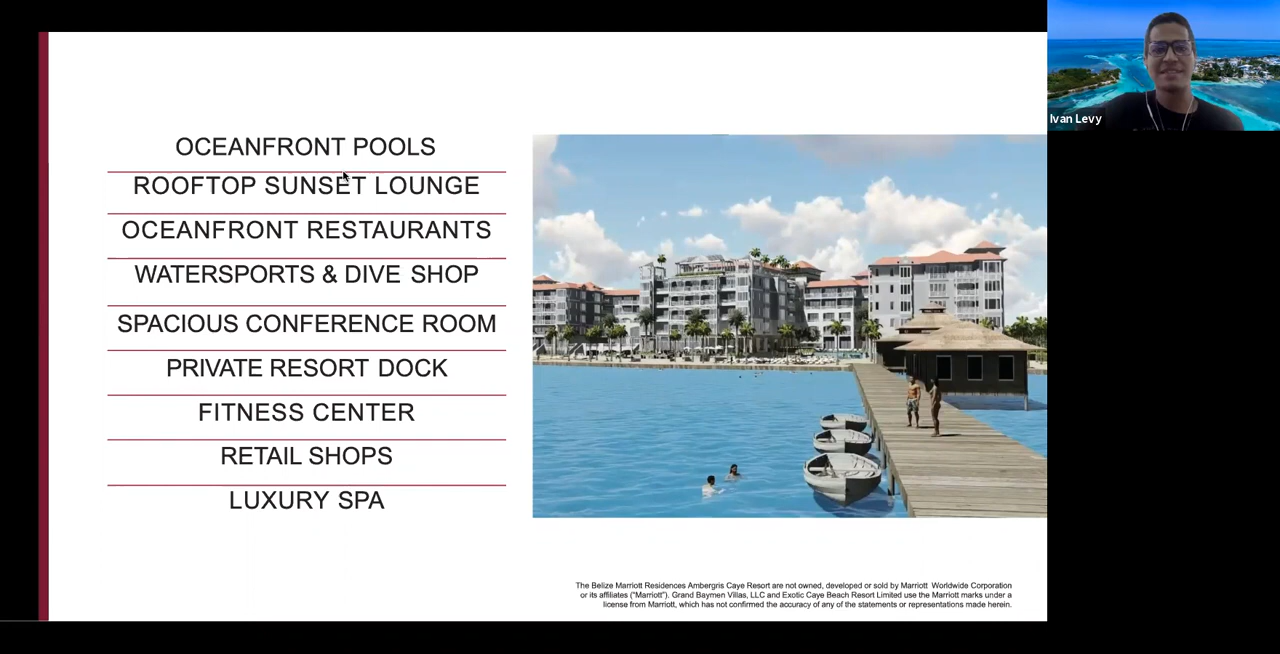 OCEANFRONT POOLS
ROOFTOP SUNSET LOUNGE
OCEANFRONT RESTAURANTS
WATERSPORTS & DIVE SHOP
SPACIOUS CONFERENCE ROOM
PRIVATE RESORT DOCK
FITNESS CENTER
RETAIL SHOPS
LUXURY SPA
The Belize Marriott Residences Ambergris Caye Resort are not owned, developed or sold by Marriott Worldwide Corporation
or its affiliates ("Marriott"). Grand Baymen Villas, LLC and Exotic Caye Beach Resort Limited use the Marriott marks under a
license from Marriott, which has not confirmed the accuracy of any of the statements or representations made herein.
Ivan Levy